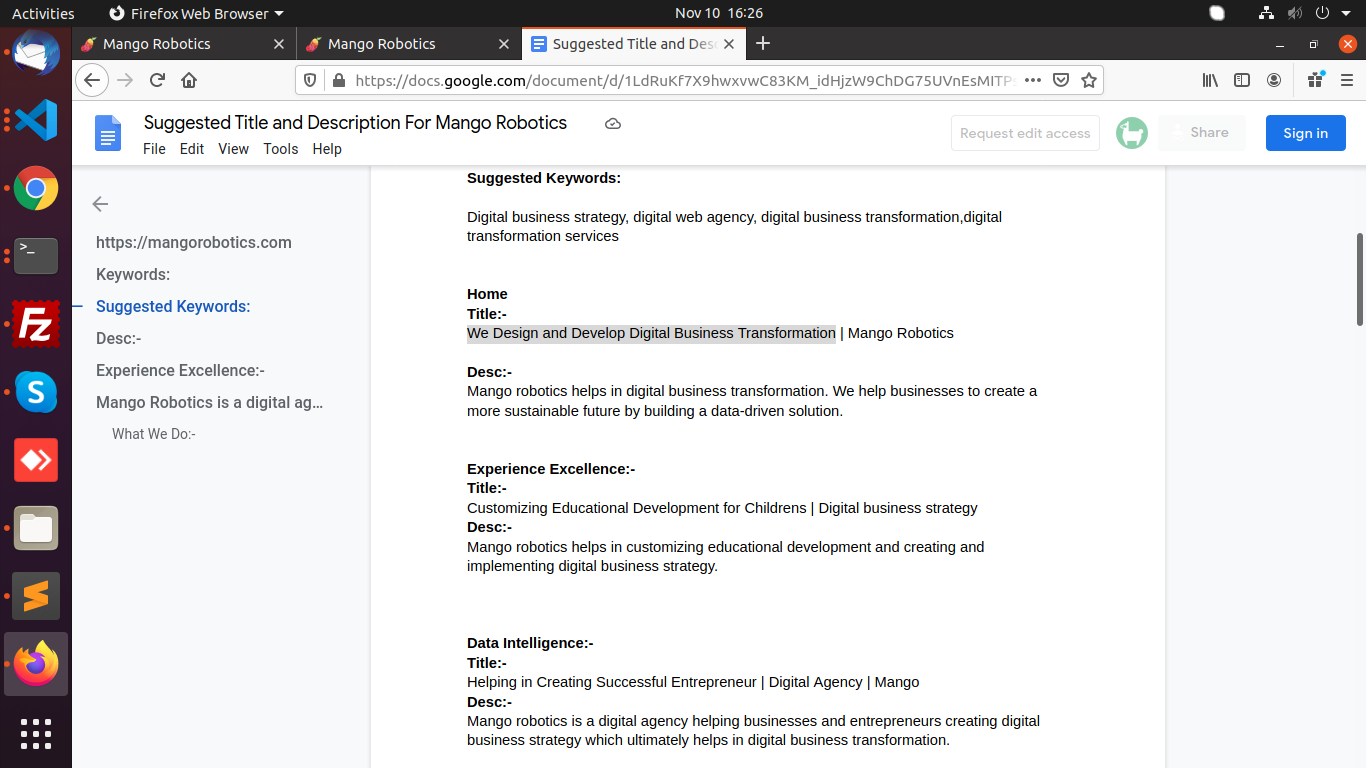 Activities
Firefox Web Browser
Nov 10 16:26
Mango Robotics
Mango Robotics
Suggested Title and Des
https://docs.google.com/document/d/1LdRuKf7X9hwxvwC83KM_idHjzW9ChDG75UVnEsMITP
Suggested Title and Description For Mango Robotics
File Edit View Tools Help
Request edit access
Share
Sign in
https://mangorobotics.com
Keywords:
Suggested Keywords:
Desc:-
Experience Excellence:-
Mango Robotics is a digital ag...
What We Do:-
Suggested Keywords:
Digital business strategy, digital web agency, digital business transformation,digital
transformation services
Home
Title:-
We Design and Develop Digital Business Transformation | Mango Robotics
Desc:-
Mango robotics helps in digital business transformation. We help businesses to create a
more sustainable future by building a data-driven solution.
Experience Excellence:-
Title:-
Customizing Educational Development for Childrens | Digital business strategy
Desc:-
Mango robotics helps in customizing educational development and creating and
implementing digital business strategy.
Data Intelligence:-
Title:-
Helping in Creating Successful Entrepreneur | Digital Agency | Mango
Desc:-
Mango robotics is a digital agency helping businesses and entrepreneurs creating digital
business strategy which ultimately helps in digital business transformation.